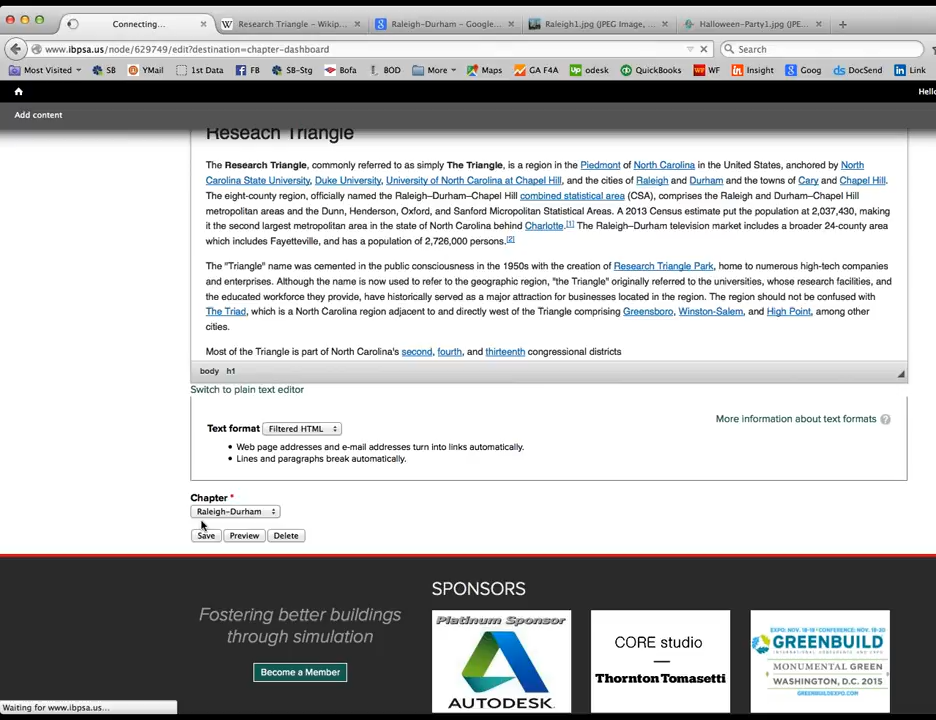 Connecting...
Research Triangle – Wikip...
Raleigh-Durham – Google...
Raleigh1.jpg (JPEG Image, ...
Halloween-Party1.jpg (JPE...
www.ibpsa.us/node/629749/edit?destination=chapter-dashboard
Search
Most Visited SB YMail 1st Data FB SB-Stg Bofa BOD More Maps GA F4A odesk QuickBooks WF Insight Goog DocSend Link
Hello
Add content
Reseach Triangle
The Research Triangle, commonly referred to as simply The Triangle, is a region in the Piedmont of North Carolina in the United States, anchored by North
Carolina State University, Duke University, University of North Carolina at Chapel Hill, and the cities of Raleigh and Durham and the towns of Cary and Chapel Hill.
The eight-county region, officially named the Raleigh–Durham–Chapel Hill combined statistical area (CSA), comprises the Raleigh and Durham–Chapel Hill
metropolitan areas and the Dunn, Henderson, Oxford, and Sanford Micropolitan Statistical Areas. A 2013 Census estimate put the population at 2,037,430, making
it the second largest metropolitan area in the state of North Carolina behind Charlotte.[1] The Raleigh–Durham television market includes a broader 24-county area
which includes Fayetteville, and has a population of 2,726,000 persons.[2]
The "Triangle" name was cemented in the public consciousness in the 1950s with the creation of Research Triangle Park, home to numerous high-tech companies
and enterprises. Although the name is now used to refer to the geographic region, "the Triangle" originally referred to the universities, whose research facilities, and
the educated workforce they provide, have historically served as a major attraction for businesses located in the region. The region should not be confused with
The Triad, which is a North Carolina region adjacent to and directly west of the Triangle comprising Greensboro, Winston-Salem, and High Point, among other
cities.
Most of the Triangle is part of North Carolina's second, fourth, and thirteenth congressional districts
body h1
Switch to plain text editor
Text format Filtered HTML
More information about text formats ?
Web page addresses and e-mail addresses turn into links automatically.
Lines and paragraphs break automatically.
Chapter *
Raleigh-Durham
Save Preview Delete
SPONSORS
Fostering better buildings
through simulation
Become a Member
Platinum Sponsor
AUTODESK
CORE studio
Thornton Tomasetti
EXPO: NOV. 18-19 CONFERENCE: NOV. 18-20
GREENBUILD
INTERNATIONAL CONFERENCE AND EXPO
MONUMENTAL GREEN
WASHINGTON, D.C. 2015
GREENBUILDEXPO.COM
Waiting for www.ibpsa.us...